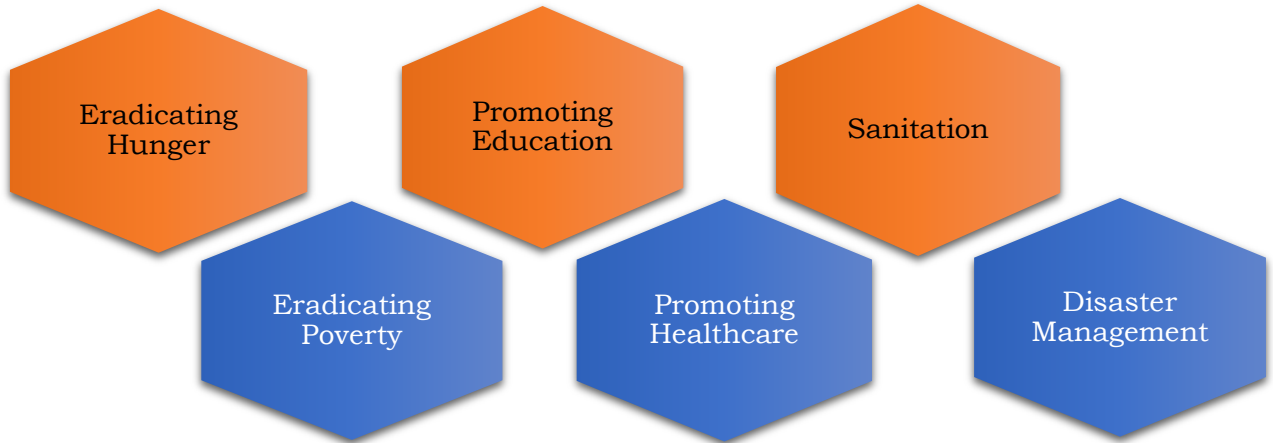 Eradicating
Hunger
Promoting
Education
Sanitation
Eradicating
Poverty
Promoting
Healthcare
Disaster
Management